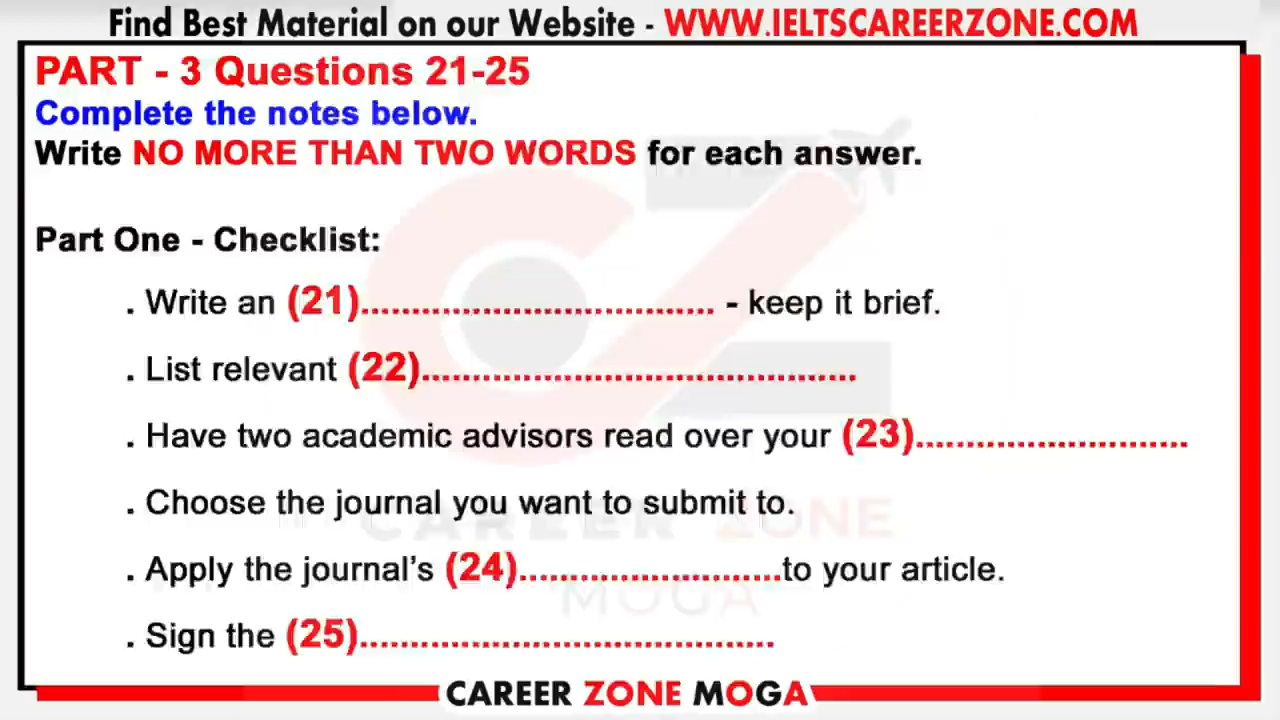 Find Best Material on our Website - WWW.IELTSCAREERZONE.COM
PART - 3 Questions 21-25
Complete the notes below.
Write NO MORE THAN TWO WORDS for each answer.
Part One - Checklist:
. Write an (21).................................. - keep it brief.
. List relevant (22)..........................................
. Have two academic advisors read over your (23)..........................
. Choose the journal you want to submit to.
. Apply the journal's (24).........................to your article.
. Sign the (25)........................................
CAREER ZONE
MOGA
CAREER ZONE MOGA